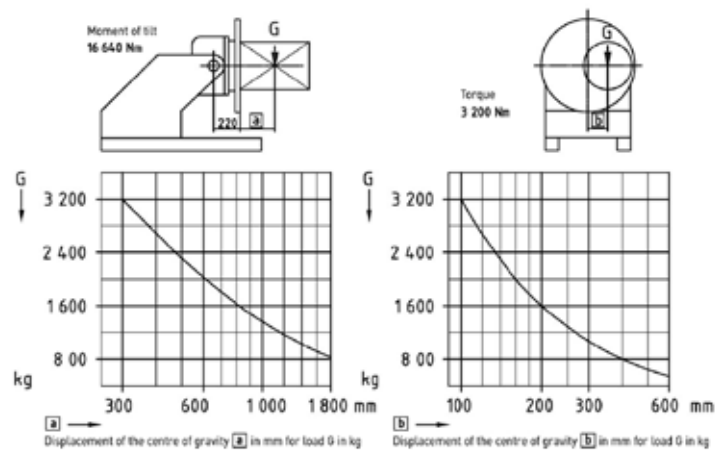 Moment of tilt
16 640 Nm
G
220 a
G
Torque
3 200 Nm
b
G
3 200
2 400
1 600
8 00
kg
300 600 1 000 1 800 mm
a
Displacement of the centre of gravity a in mm for load G in kg
G
3 200
2 400
1 600
8 00
kg
100 200 300 600 mm
b
Displacement of the centre of gravity b in mm for load G in kg